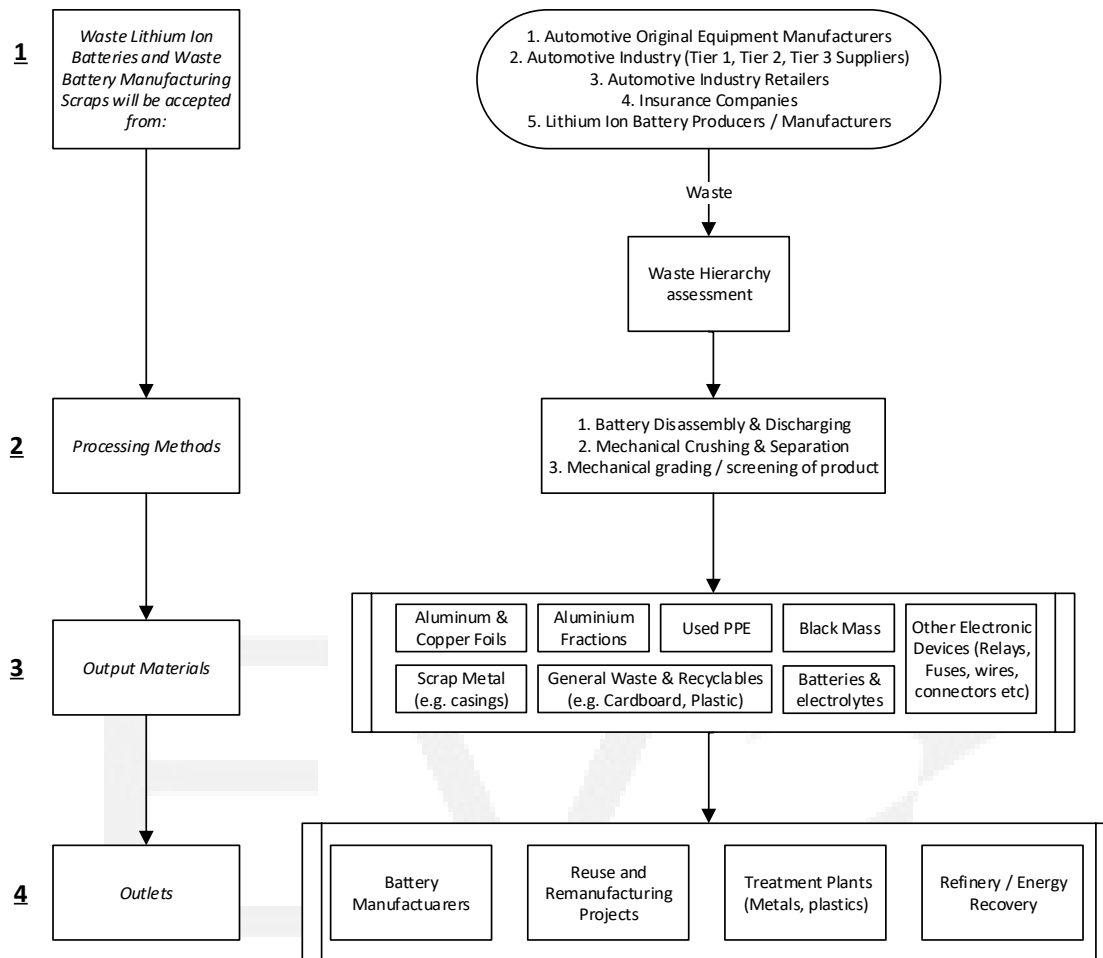 1
Waste Lithium Ion
Batteries and Waste
Battery Manufacturing
Scraps will be accepted
from:
1. Automotive Original Equipment Manufacturers
2. Automotive Industry (Tier 1, Tier 2, Tier 3 Suppliers)
3. Automotive Industry Retailers
4. Insurance Companies
5. Lithium Ion Battery Producers / Manufacturers
Waste
Waste Hierarchy
assessment
2
Processing Methods
1. Battery Disassembly & Discharging
2. Mechanical Crushing & Separation
3. Mechanical grading / screening of product
3
Output Materials
Aluminum &
Copper Foils
Aluminium
Fractions
Used PPE
Black Mass
Other Electronic
Devices (Relays,
Fuses, wires,
connectors etc)
Scrap Metal
(e.g. casings)
General Waste & Recyclables
(e.g. Cardboard, Plastic)
Batteries &
electrolytes
4
Outlets
Battery
Manufactuarers
Reuse and
Remanufacturing
Projects
Treatment Plants
(Metals, plastics)
Refinery / Energy
Recovery